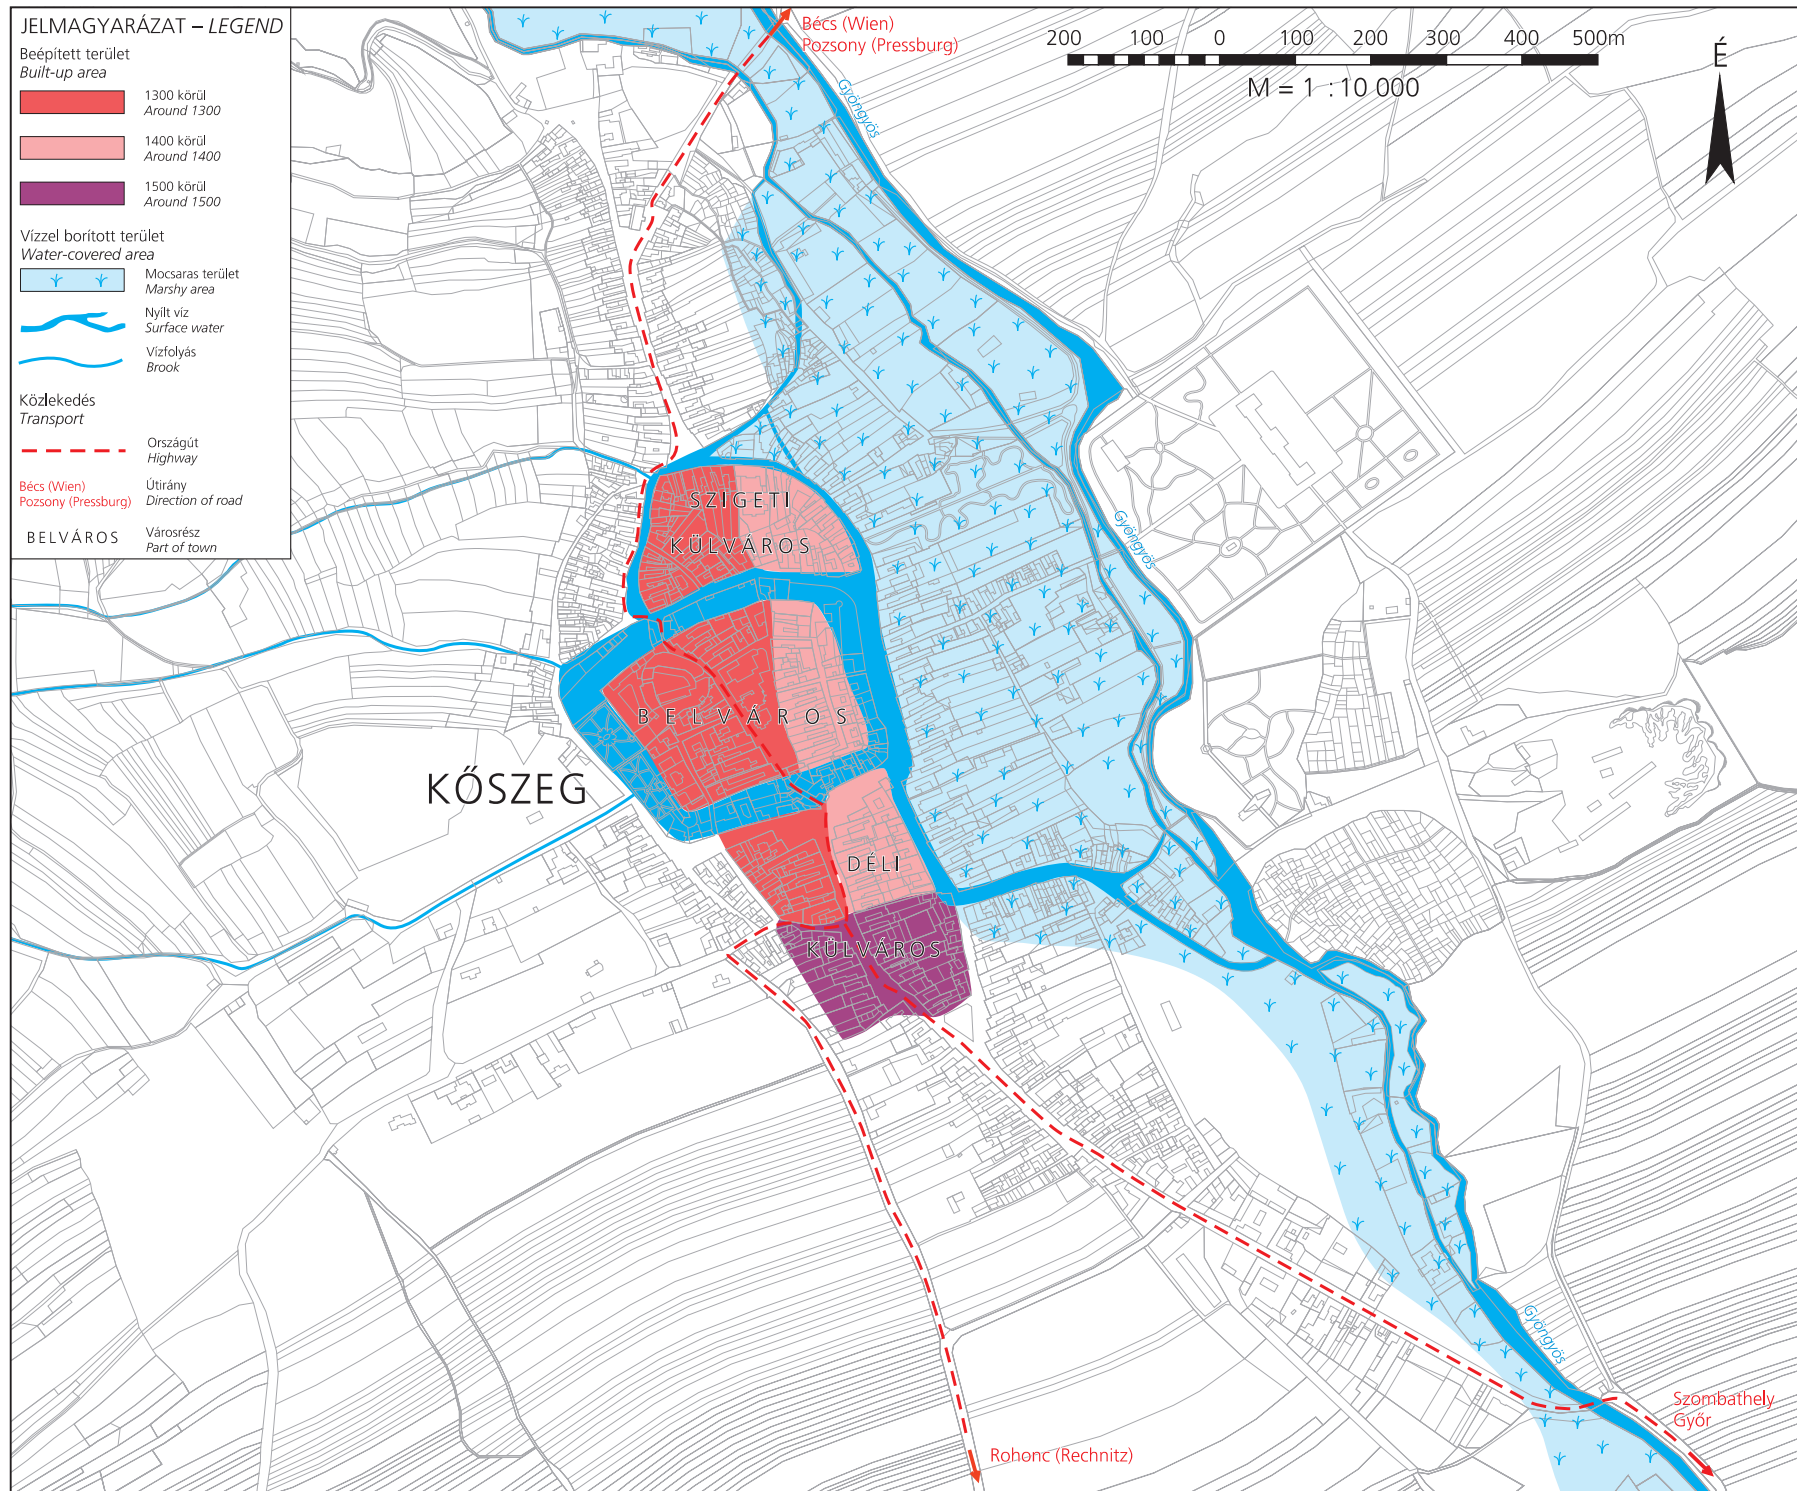 JELMAGYARÁZAT – LEGEND
Beépített terület
Built-up area
1300 körül
Around 1300
1400 körül
Around 1400
1500 körül
Around 1500
Vízzel borított terület
Water-covered area
Mocsaras terület
Marshy area
Nyílt víz
Surface water
Vízfolyás
Brook
Közlekedés
Transport
Országút
Highway
Bécs (Wien)
Pozsony (Pressburg)
Útirány
Direction of road
BELVÁROS
Városrész
Part of town
Bécs (Wien)
Pozsony (Pressburg)
200 100 0 100 200 300 400 500m
M = 1 : 10 000
É
Gyöngyös
SZIGETI
KÜLVÁROS
Gyöngyös
BELVÁROS
KŐSZEG
DÉLI
KÜLVÁROS
Gyöngyös
Szombathely
Győr
Rohonc (Rechnitz)